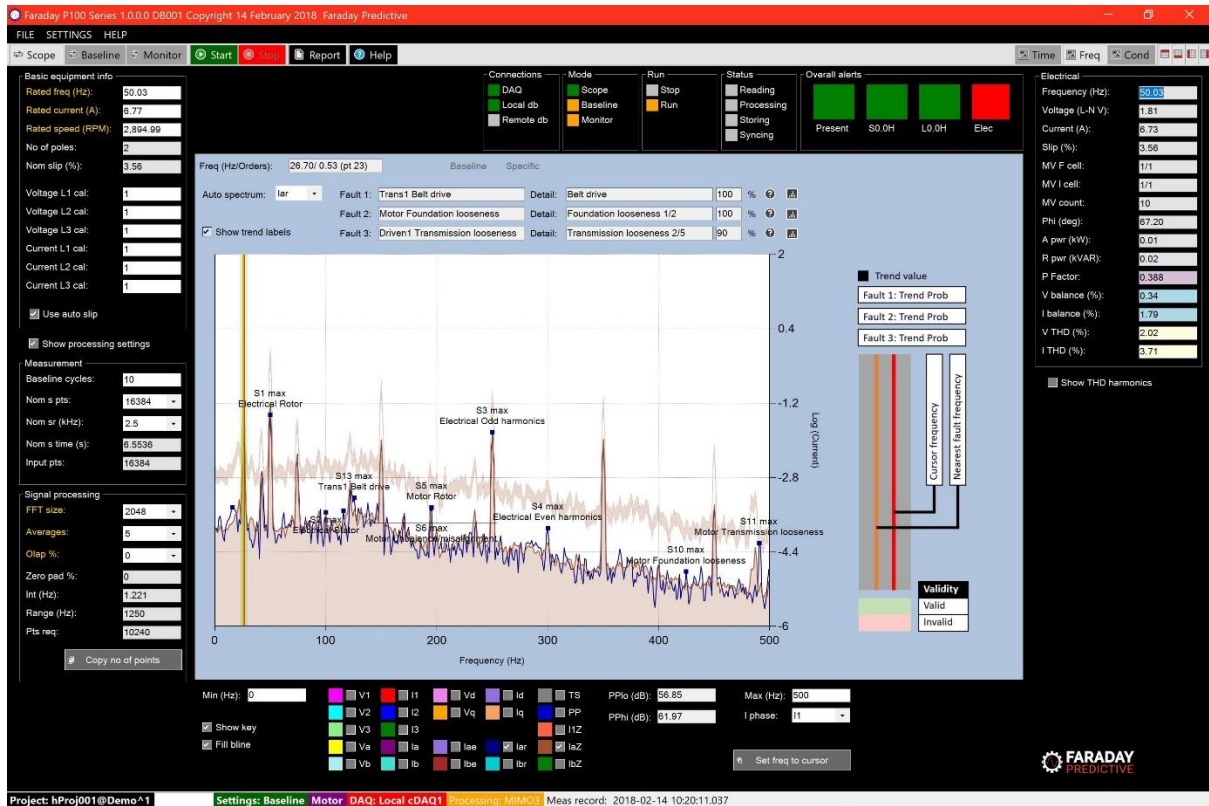 Faraday P100 Series 1.0.0.0 DB001 Copyright 14 February 2018 Faraday Predictive
FILE SETTINGS HELP
Scope Baseline Monitor Start Stop Report Help Time Freq Cond
Basic equipment info
Rated freq (Hz): 50.03
Rated current (A): 6.77
Rated speed (RPM): 2,894.99
No of poles: 2
Nom slip (%): 3.56
Voltage L1 cal: 1
Voltage L2 cal: 1
Voltage L3 cal: 1
Current L1 cal: 1
Current L2 cal: 1
Current L3 cal: 1
Use auto slip
Show processing settings
Measurement
Baseline cycles: 10
Nom s pts: 16384
Nom sr (kHz): 2.5
Nom s time (s): 6.5536
Input pts: 16384
Signal processing
FFT size: 2048
Averages: 5
Olap %: 0
Zero pad %: 0
Int (Hz): 1.221
Range (Hz): 1250
Pts req: 10240
Copy no of points
Connections
DAQ
Local db
Remote db
Mode
Scope
Baseline
Monitor
Run
Stop
Run
Status
Reading
Processing
Storing
Syncing
Overall alerts
Present S0.0H L0.0H Elec
Freq (Hz/Orders): 26.70/ 0.53 (pt 23) Baseline Specific
Auto spectrum: Iar Fault 1: Trans1 Belt drive Detail: Belt drive 100 %
Fault 2: Motor Foundation looseness Detail: Foundation looseness 1/2 100 %
Show trend labels Fault 3: Driven1 Transmission looseness Detail: Transmission looseness 2/5 90 %
2
0.4
-1.2
-2.8
-4.4
-6
Log (Current)
S1 max
Electrical Rotor
S3 max
Electrical Odd harmonics
S13 max
Trans1 Belt drive
S5 max
Motor Rotor
S4 max
Electrical Even harmonics
max
Electrical Stator
S6 max
Motor Unbalance/misalignment
S11 max
Motor Transmission looseness
S10 max
Motor Foundation looseness
0 100 200 300 400 500
Frequency (Hz)
Trend value
Fault 1: Trend Prob
Fault 2: Trend Prob
Fault 3: Trend Prob
Cursor frequency
Nearest fault frequency
Validity
Valid
Invalid
Electrical
Frequency (Hz): 50.03
Voltage (L-N V): 1.81
Current (A): 6.73
Slip (%): 3.56
MV F cell: 1/1
MV I cell: 1/1
MV count: 10
Phi (deg): 67.20
A pwr (kW): 0.01
R pwr (kVAR): 0.02
P Factor: 0.388
V balance (%): 0.34
I balance (%): 1.79
V THD (%): 2.02
I THD (%): 3.71
Show THD harmonics
Min (Hz): 0
Show key
Fill bline
V1 I1 Vd Id TS
V2 I2 Vq Iq PP
V3 I3 I1Z
Va Ia Iae Iar IaZ
Vb Ib Ibe Ibr IbZ
PPlo (dB): 56.85 Max (Hz): 500
PPhi (dB): 61.97 I phase: I1
Set freq to cursor
FARADAY
PREDICTIVE
Project: hProj001@Demo^1 Settings: Baseline Motor DAQ: Local cDAQ1 Processing: MIMO3 Meas record: 2018-02-14 10:20:11.037